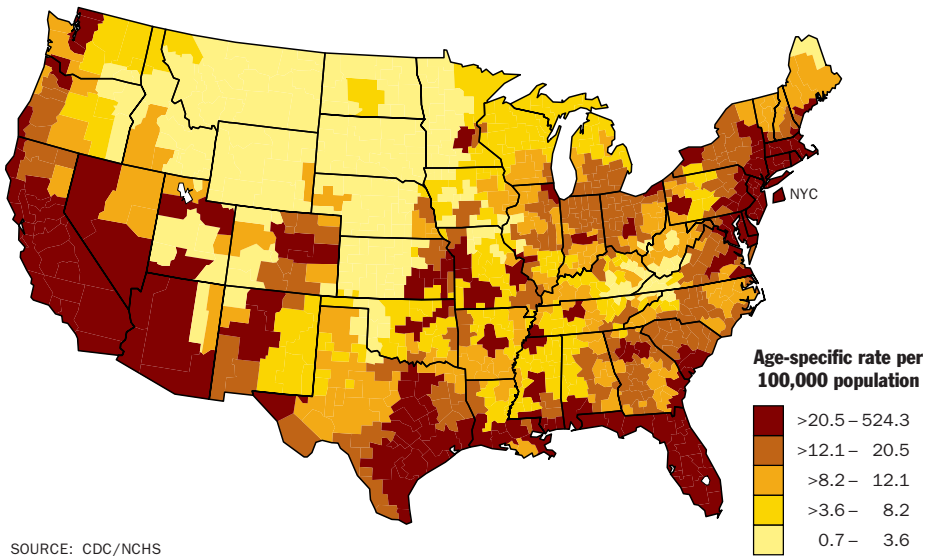 NYC
Age-specific rate per
100,000 population
>20.5 – 524.3
>12.1 – 20.5
>8.2 – 12.1
>3.6 – 8.2
0.7 – 3.6
SOURCE: CDC/NCHS